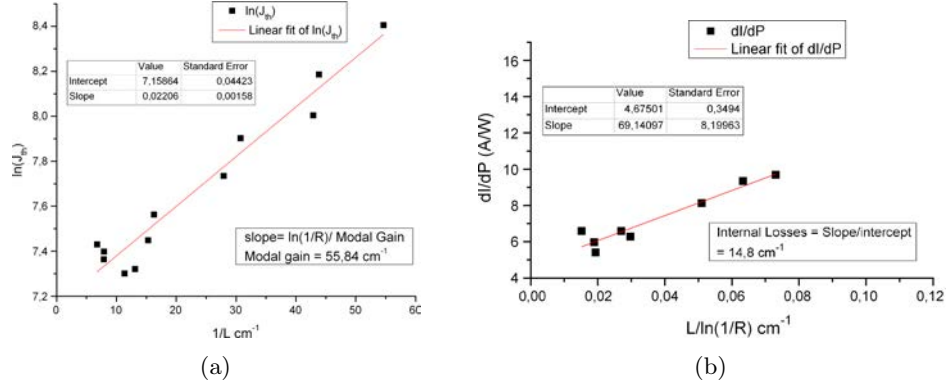 ln(J_th)
Linear fit of ln(J_th)
Value Standard Error
Intercept 7,15864 0,04423
Slope 0,02206 0,00158
slope= ln(1/R)/ Modal Gain
Modal gain = 55,84 cm⁻¹
8,4
8,2
8,0
7,8
7,6
7,4
7,2
ln(J_th)
0 10 20 30 40 50 60
1/L cm⁻¹
(a)
dI/dP
Linear fit of dI/dP
Value Standard Error
Intercept 4,67501 0,3494
Slope 69,14097 8,19963
Internal Losses = Slope/intercept
= 14,8 cm⁻¹
16
14
12
10
8
6
4
dI/dP (A/W)
0,00 0,02 0,04 0,06 0,08 0,10 0,12
L/ln(1/R) cm⁻¹
(b)